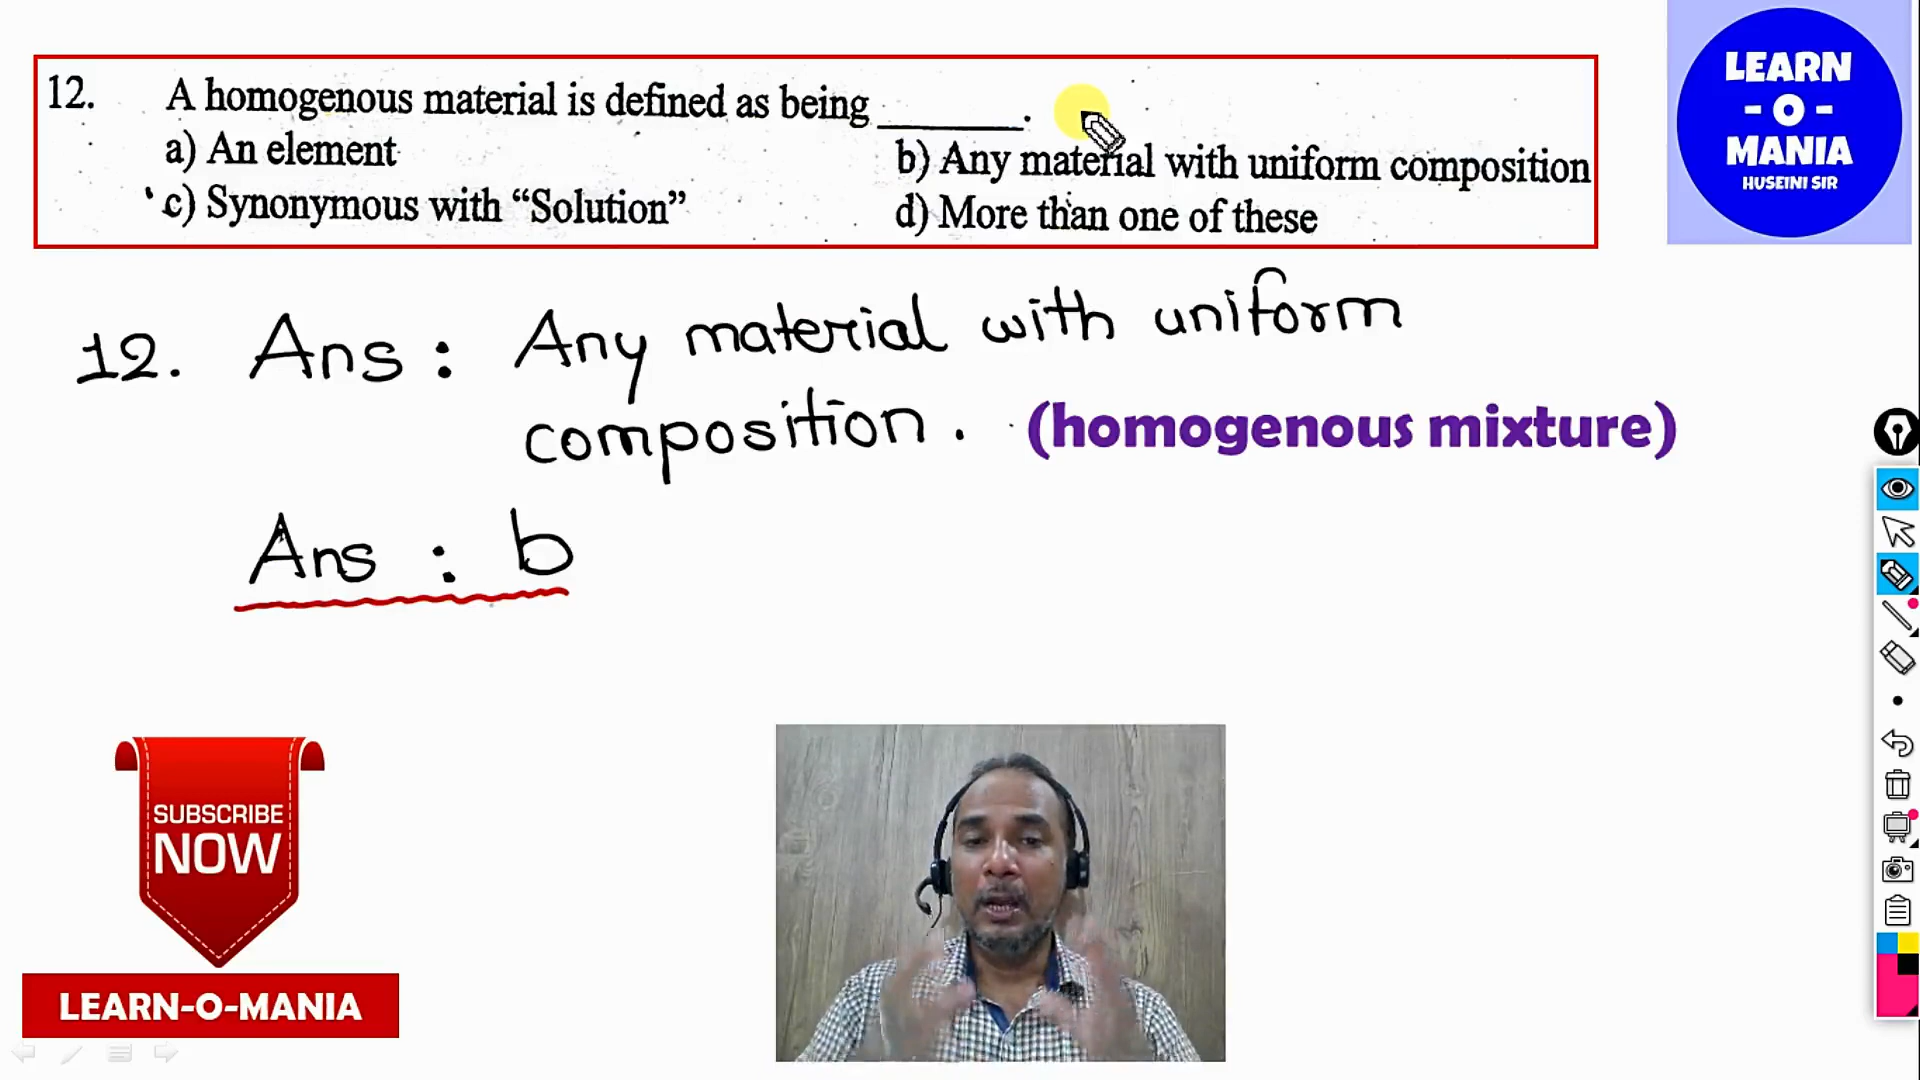 12. A homogenous material is defined as being _______.
a) An element b) Any material with uniform composition
c) Synonymous with “Solution” d) More than one of these
LEARN
- O -
MANIA
HUSEINI SIR
12. Ans : Any material with uniform
composition. (homogenous mixture)
Ans : b
SUBSCRIBE
NOW
LEARN-O-MANIA